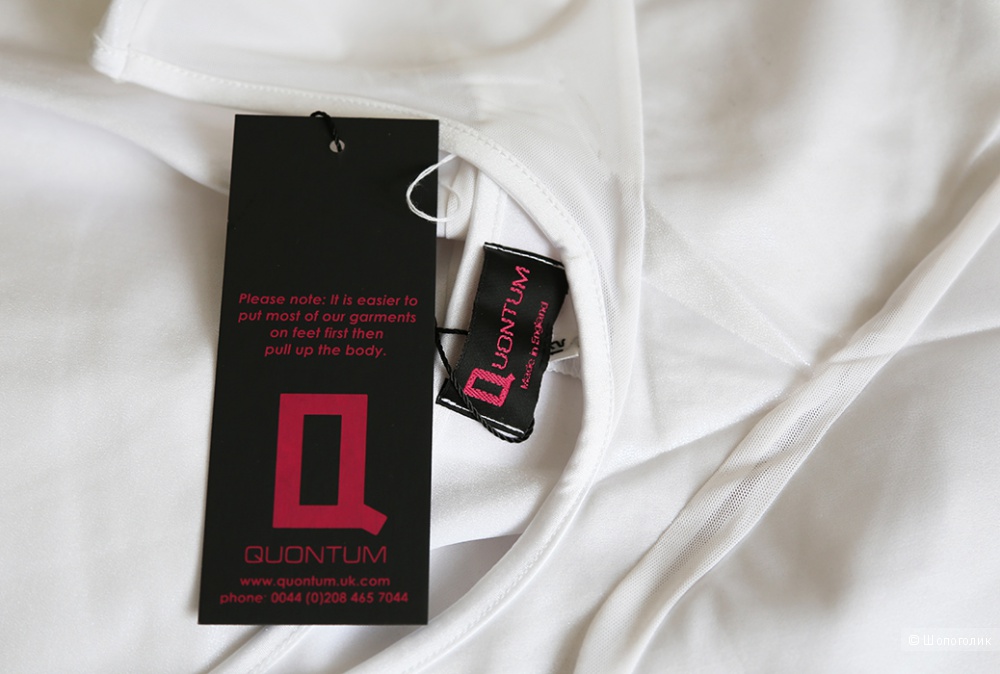 Please note: It is easier to
put most of our garments
on feet first then
pull up the body.
Q
QUONTUM
www.quontum.uk.com
phone: 0044 (0)208 465 7044
QUONTUM
Made in England
© Шопоголик